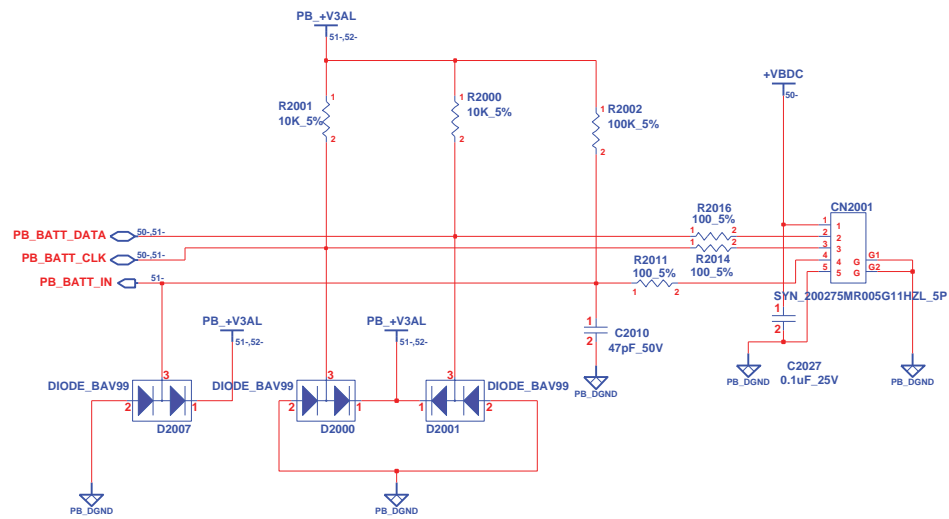 PB_+V3AL
51-,52-
+VBDC
50-
1
R2001
10K_5%
2
1
R2000
10K_5%
2
1
R2002
100K_5%
2
CN2001
R2016
1
2
100_5%
1
1
2
2
3
3
4
4
5
5
G
G1
G
G2
PB_BATT_DATA
50-,51-
PB_BATT_CLK
50-,51-
1
2
R2014
100_5%
PB_BATT_IN
51-
R2011
100_5%
1
2
SYN_200275MR005G11HZL_5P
1
2
C2027
0.1uF_25V
1
2
C2010
47pF_50V
PB_+V3AL
51-,52-
PB_+V3AL
51-,52-
DIODE_BAV99
3
2
1
D2007
DIODE_BAV99
3
2
1
D2000
3
DIODE_BAV99
1
2
D2001
PB_DGND
PB_DGND
PB_DGND
PB_DGND
PB_DGND